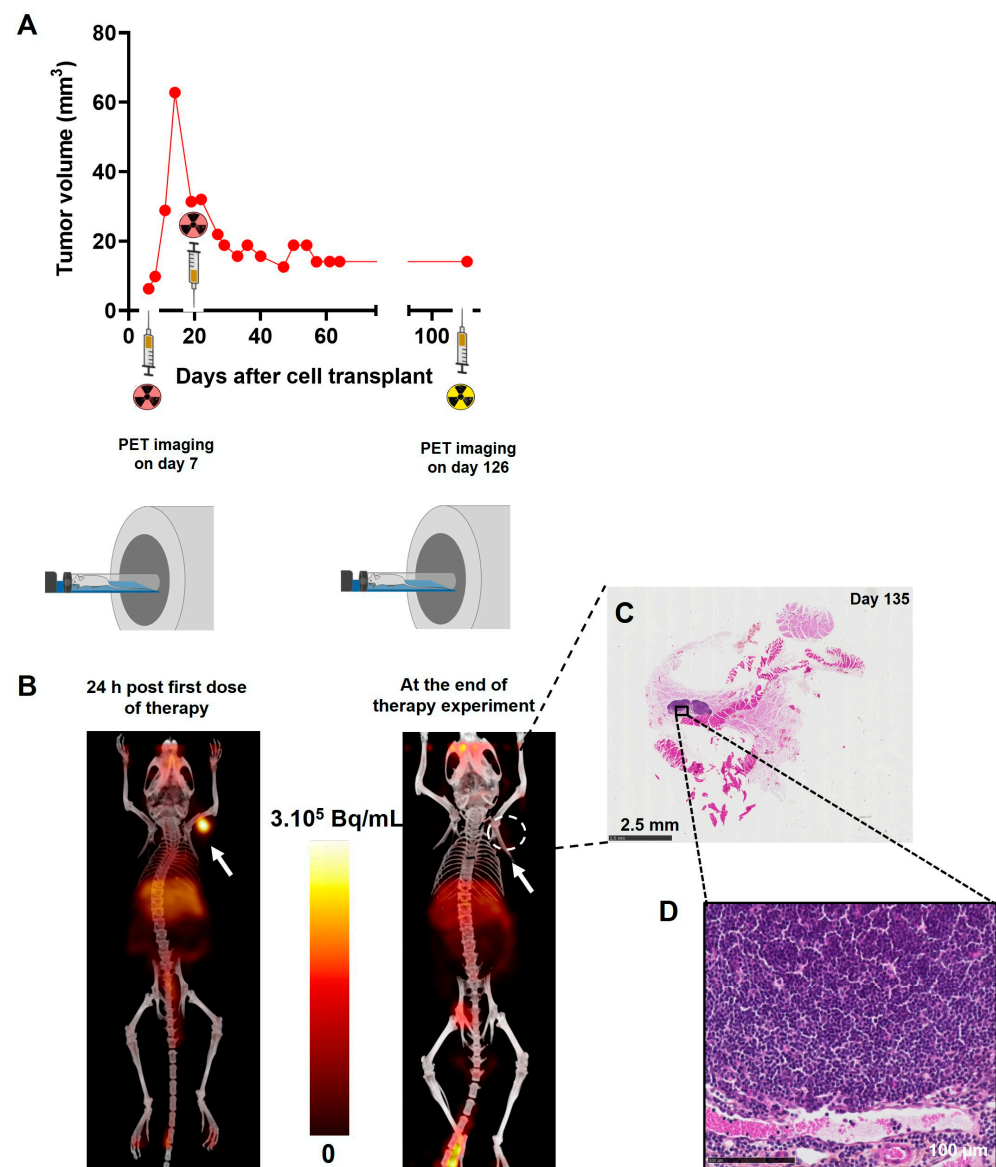 A
Tumor volume (mm³)
80
60
40
20
0
0 20 40 60 100
Days after cell transplant
PET imaging
on day 7
PET imaging
on day 126
B
24 h post first dose
of therapy
At the end of
therapy experiment
3.10⁵ Bq/mL
0
C
Day 135
2.5 mm
D
100 µm